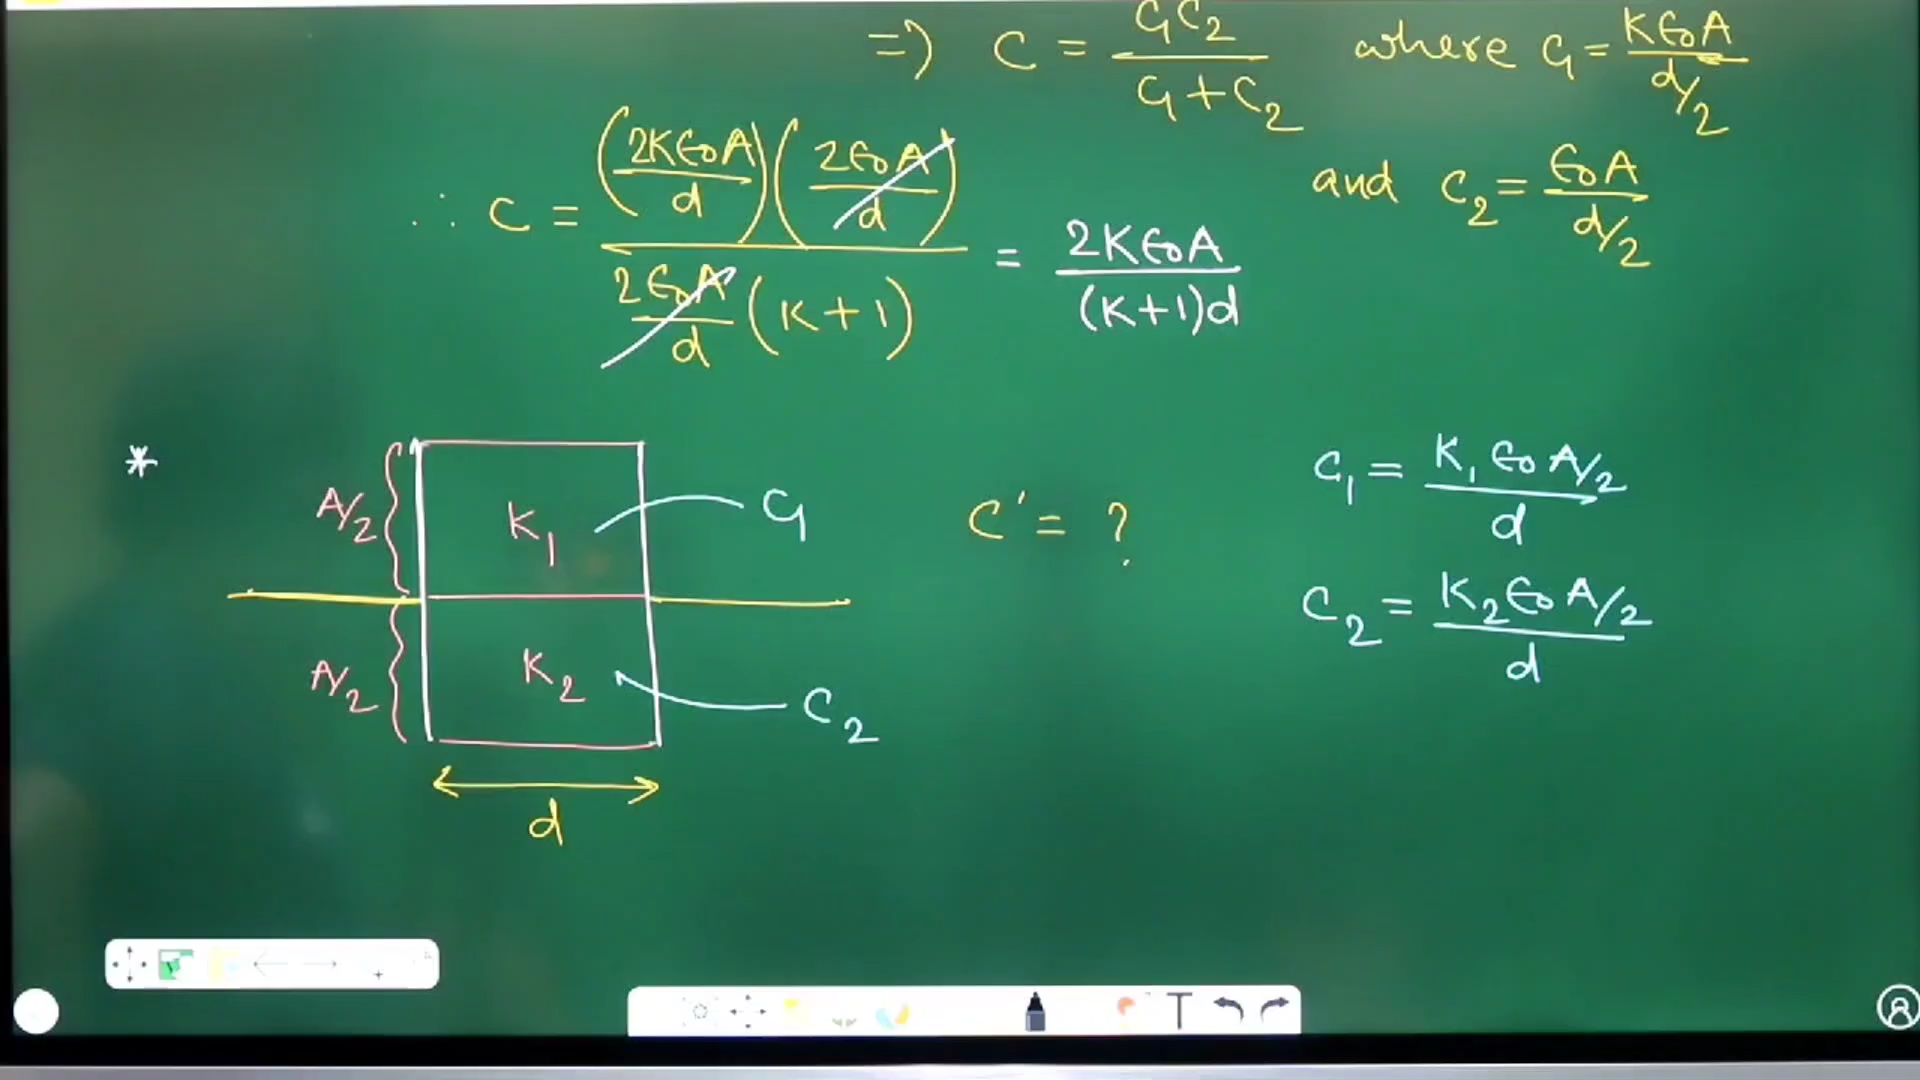 => C = C₁C₂ / C₁+C₂ where C₁ = Kϵ₀A / d/2
∴ C = (2Kϵ₀A / d)(2ϵ₀A / d) / 2ϵ₀A / d (K+1) = 2Kϵ₀A / (K+1)d
and C₂ = ϵ₀A / d/2
*
A/2
K₁
C₁
C' = ?
C₁ = K₁ϵ₀A/2 / d
A/2
K₂
C₂
C₂ = K₂ϵ₀A/2 / d
d
T